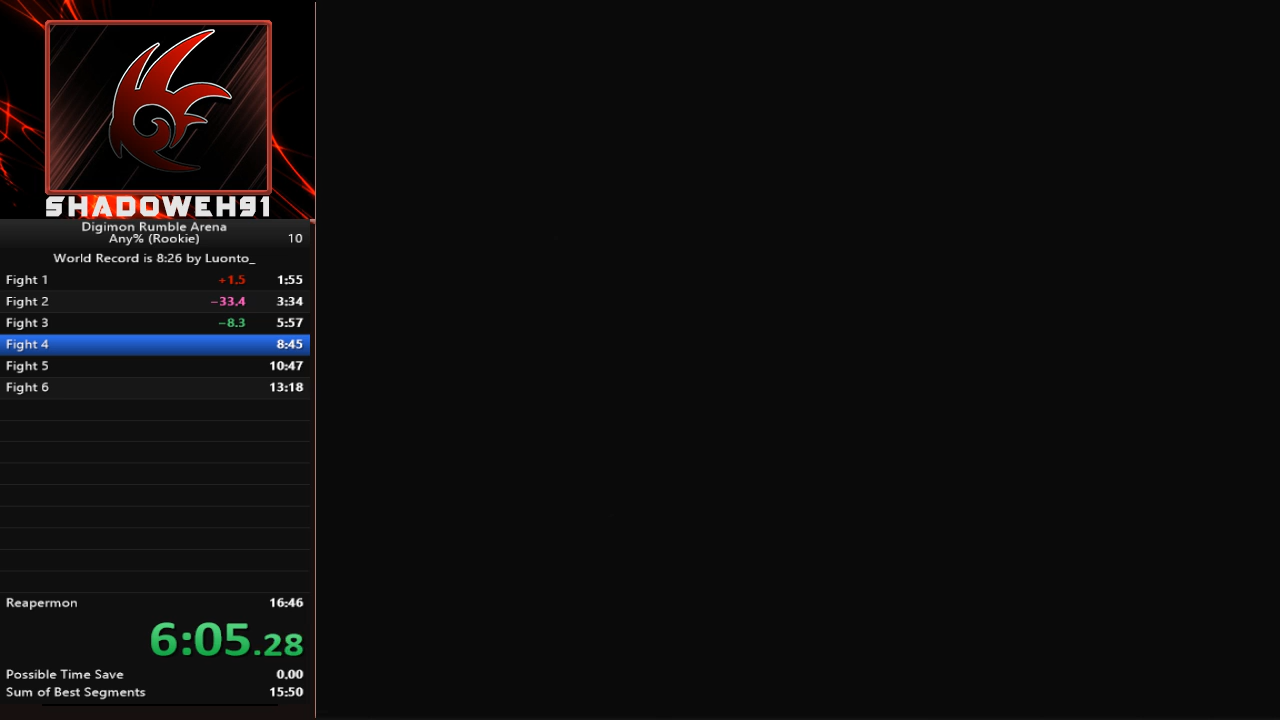 SHADOWEH91
Digimon Rumble Arena
Any% (Rookie) 10
World Record is 8:26 by Luonto_
Fight 1 +1.5 1:55
Fight 2 −33.4 3:34
Fight 3 −8.3 5:57
Fight 4 8:45
Fight 5 10:47
Fight 6 13:18
Reapermon 16:46
6:05.28
Possible Time Save 0.00
Sum of Best Segments 15:50